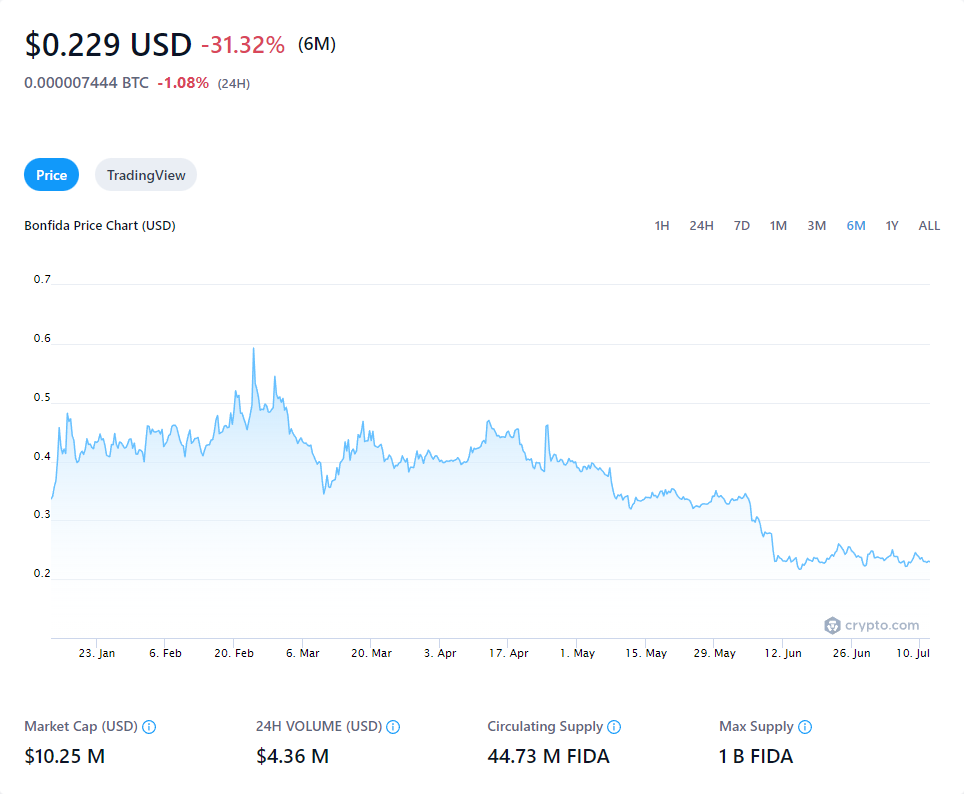 $0.229 USD -31.32% (6M)
0.000007444 BTC -1.08% (24H)
Price TradingView
Bonfida Price Chart (USD) 1H 24H 7D 1M 3M 6M 1Y ALL
0.7
0.6
0.5
0.4
0.3
0.2
crypto.com
23. Jan 6. Feb 20. Feb 6. Mar 20. Mar 3. Apr 17. Apr 1. May 15. May 29. May 12. Jun 26. Jun 10. Jul
Market Cap (USD) 24H VOLUME (USD) Circulating Supply Max Supply
$10.25 M $4.36 M 44.73 M FIDA 1 B FIDA